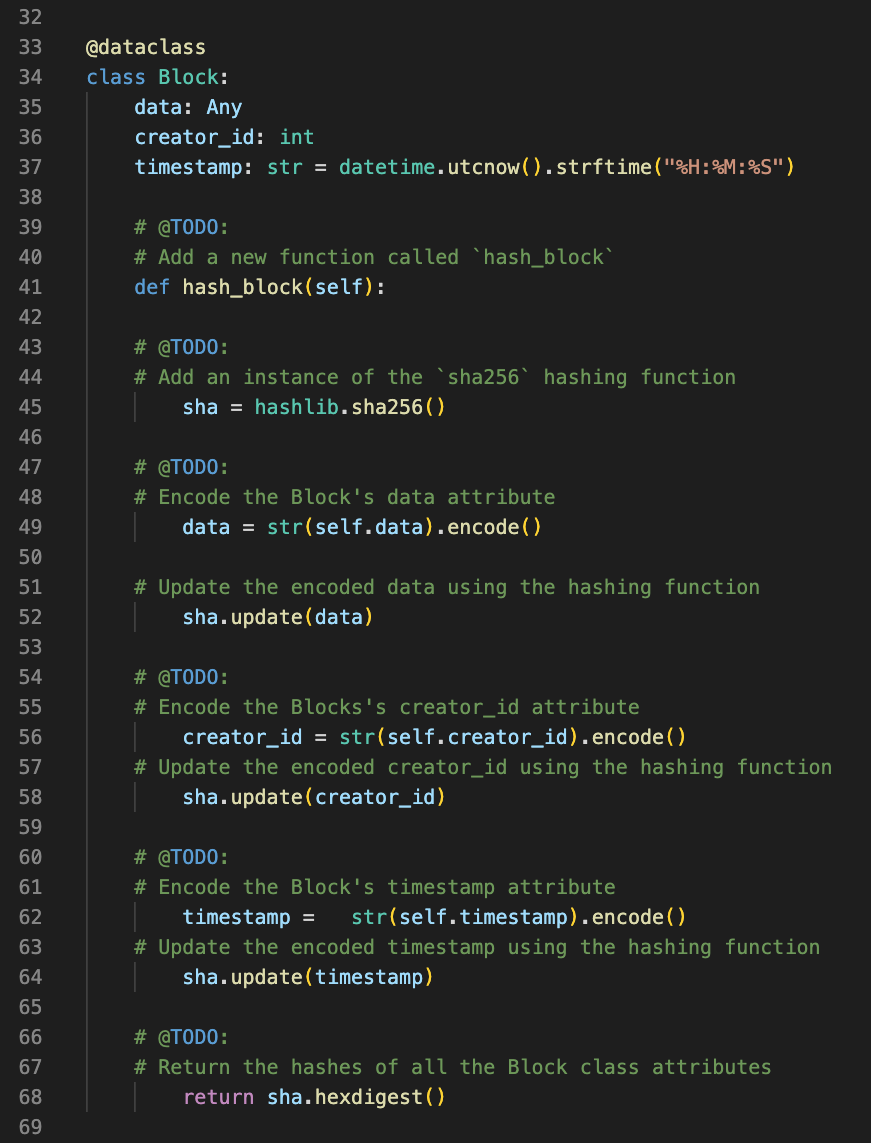 32
33 @dataclass
34 class Block:
35     data: Any
36     creator_id: int
37     timestamp: str = datetime.utcnow().strftime("%H:%M:%S")
38
39     # @TODO:
40     # Add a new function called `hash_block`
41     def hash_block(self):
42
43     # @TODO:
44     # Add an instance of the `sha256` hashing function
45         sha = hashlib.sha256()
46
47     # @TODO:
48     # Encode the Block's data attribute
49         data = str(self.data).encode()
50
51     # Update the encoded data using the hashing function
52         sha.update(data)
53
54     # @TODO:
55     # Encode the Blocks's creator_id attribute
56         creator_id = str(self.creator_id).encode()
57     # Update the encoded creator_id using the hashing function
58         sha.update(creator_id)
59
60     # @TODO:
61     # Encode the Block's timestamp attribute
62         timestamp =   str(self.timestamp).encode()
63     # Update the encoded timestamp using the hashing function
64         sha.update(timestamp)
65
66     # @TODO:
67     # Return the hashes of all the Block class attributes
68         return sha.hexdigest()
69